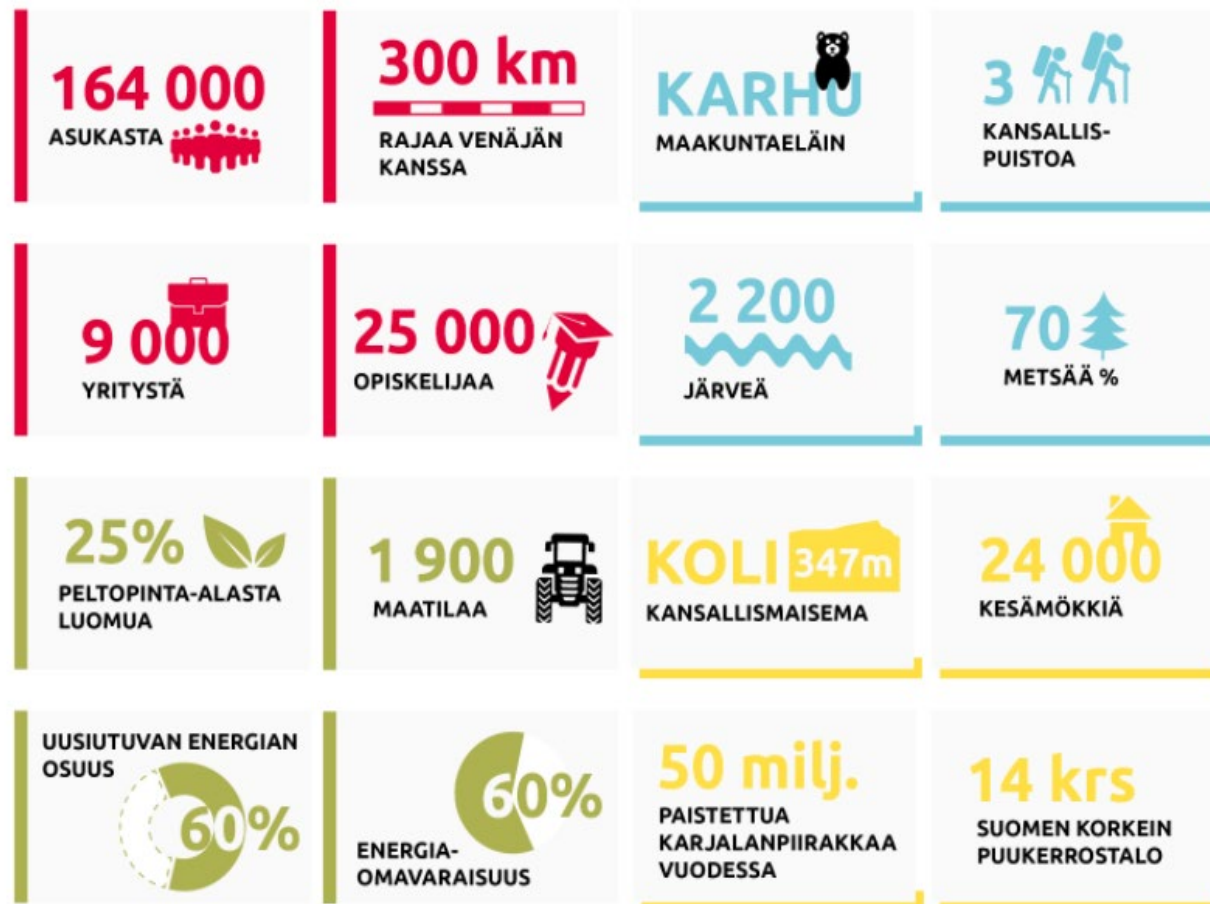 164 000
ASUKASTA
300 km
RAJAA VENÄJÄN
KANSSA
KARHU
MAAKUNTAELÄIN
3
KANSALLIS-
PUISTOA
9 000
YRITYSTÄ
25 000
OPISKELIJAA
2 200
JÄRVEÄ
70
METSÄÄ %
25%
PELTOPINTA-ALASTA
LUOMUA
1 900
MAATILAA
KOLI 347m
KANSALLISMAISEMA
24 000
KESÄMÖKKIÄ
UUSIUTUVAN ENERGIAN
OSUUS
60%
60%
ENERGIA-
OMAVARAISUUS
50 milj.
PAISTETTUA
KARJALANPIIRAKKAA
VUODESSA
14 krs
SUOMEN KORKEIN
PUUKERROSTALO